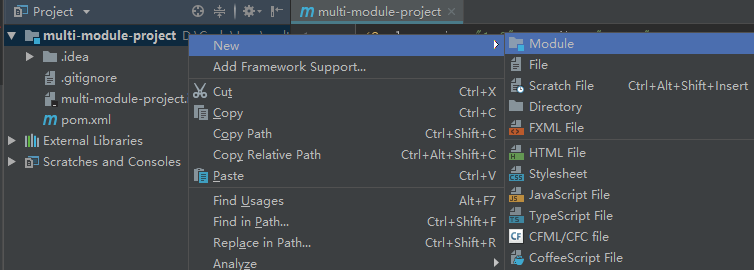 Project
multi-module-project
multi-module-project
.idea
.gitignore
multi-module-project.
pom.xml
External Libraries
Scratches and Consoles
New
Add Framework Support...
Cut Ctrl+X
Copy Ctrl+C
Copy Path Ctrl+Shift+C
Copy Relative Path Ctrl+Alt+Shift+C
Paste Ctrl+V
Find Usages Alt+F7
Find in Path... Ctrl+Shift+F
Replace in Path... Ctrl+Shift+R
Analyze
Module
File
Scratch File Ctrl+Alt+Shift+Insert
Directory
FXML File
HTML File
Stylesheet
JavaScript File
TypeScript File
CFML/CFC file
CoffeeScript File